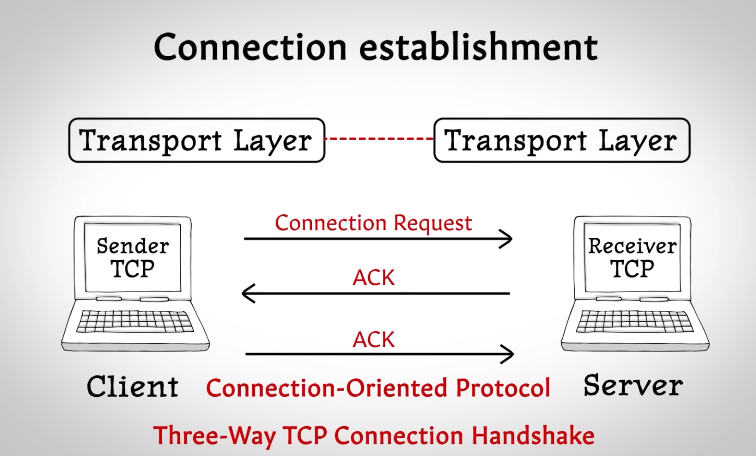 Connection establishment
Transport Layer
Transport Layer
Sender
TCP
Connection Request
Receiver
TCP
ACK
ACK
Client
Connection-Oriented Protocol
Server
Three-Way TCP Connection Handshake